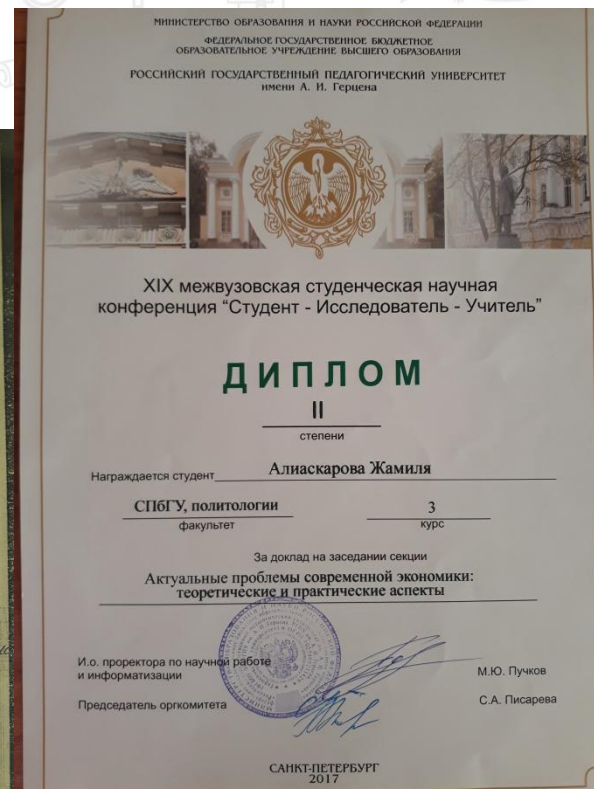 МИНИСТЕРСТВО ОБРАЗОВАНИЯ И НАУКИ РОССИЙСКОЙ ФЕДЕРАЦИИ
ФЕДЕРАЛЬНОЕ ГОСУДАРСТВЕННОЕ БЮДЖЕТНОЕ
ОБРАЗОВАТЕЛЬНОЕ УЧРЕЖДЕНИЕ ВЫСШЕГО ОБРАЗОВАНИЯ
РОССИЙСКИЙ ГОСУДАРСТВЕННЫЙ ПЕДАГОГИЧЕСКИЙ УНИВЕРСИТЕТ
имени А. И. Герцена
XIX межвузовская студенческая научная
конференция “Студент - Исследователь - Учитель”
ДИПЛОМ
II
степени
Награждается студент Алиаскарова Жамиля
СПбГУ, политологии 3
факультет курс
За доклад на заседании секции
Актуальные проблемы современной экономики:
теоретические и практические аспекты
И.о. проректора по научной работе
и информатизации М.Ю. Пучков
Председатель оргкомитета С.А. Писарева
САНКТ-ПЕТЕРБУРГ
2017